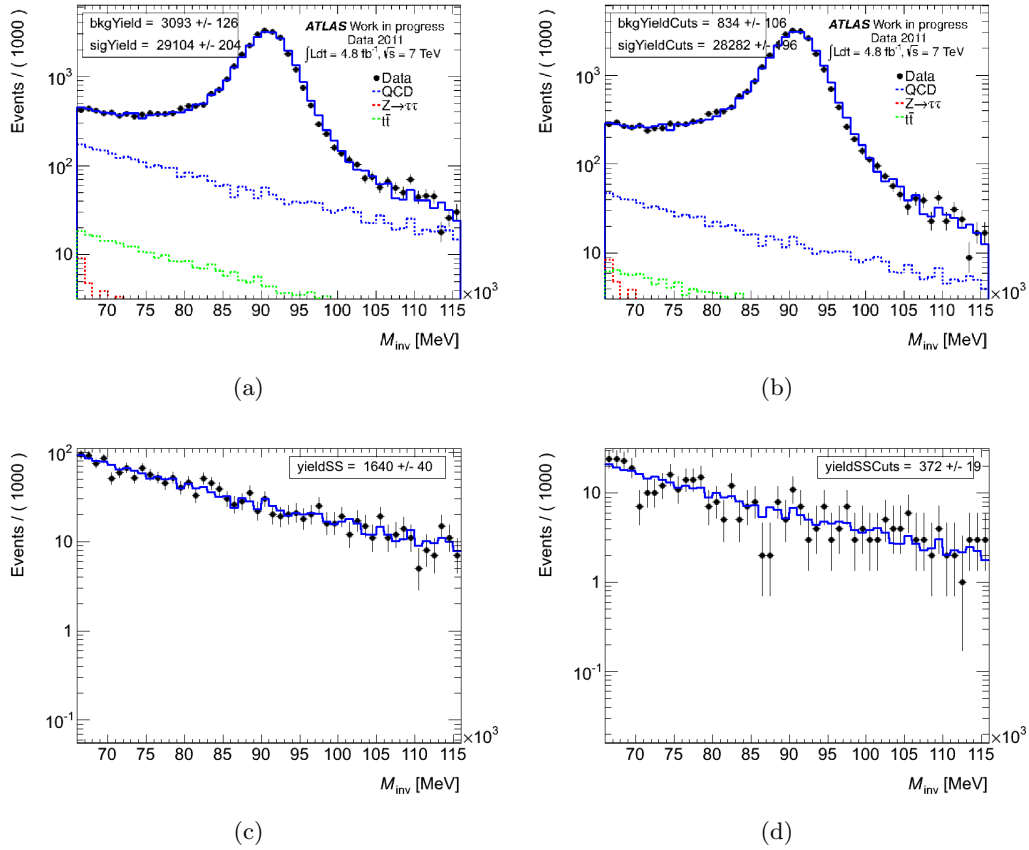 bkgYield = 3093 +/- 126
sigYield = 29104 +/- 204
ATLAS Work in progress
Data 2011
∫Ldt = 4.8 fb⁻¹, √s = 7 TeV
Data
QCD
Z→ττ
tt̄
Events / ( 1000 )
10³
10²
10
70 75 80 85 90 95 100 105 110 115
×10³
M_inv [MeV]
(a)
bkgYieldCuts = 834 +/- 106
sigYieldCuts = 28282 +/- 196
ATLAS Work in progress
Data 2011
∫Ldt = 4.8 fb⁻¹, √s = 7 TeV
Data
QCD
Z→ττ
tt̄
Events / ( 1000 )
10³
10²
10
70 75 80 85 90 95 100 105 110 115
×10³
M_inv [MeV]
(b)
yieldSS = 1640 +/- 40
Events / ( 1000 )
10²
10
1
10⁻¹
70 75 80 85 90 95 100 105 110 115
×10³
M_inv [MeV]
(c)
yieldSSCuts = 372 +/- 19
Events / ( 1000 )
10
1
10⁻¹
70 75 80 85 90 95 100 105 110 115
×10³
M_inv [MeV]
(d)